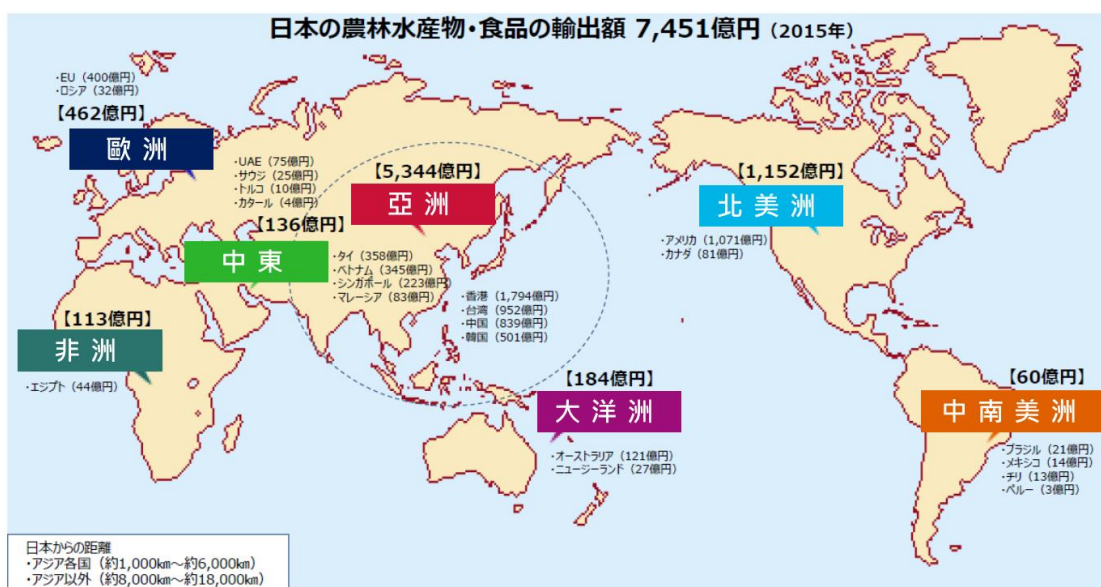 日本の農林水産物・食品の輸出額 7,451億円（2015年）
・EU（400億円）
・ロシア（32億円）
【462億円】
歐洲
・UAE（75億円）
・サウジ（25億円）
・トルコ（10億円）
・カタール（4億円）
【136億円】
中東
【5,344億円】
亞洲
・タイ（358億円）
・ベトナム（345億円）
・シンガポール（223億円）
・マレーシア（83億円）
・香港（1,794億円）
・台湾（952億円）
・中国（839億円）
・韓国（501億円）
【1,152億円】
北美洲
・アメリカ（1,071億円）
・カナダ（81億円）
【113億円】
非洲
・エジプト（44億円）
【184億円】
大洋洲
・オーストラリア（121億円）
・ニュージーランド（27億円）
【60億円】
中南美洲
・ブラジル（21億円）
・メキシコ（14億円）
・チリ（13億円）
・ペルー（3億円）
日本からの距離
・アジア各国（約1,000km～約6,000km）
・アジア以外（約8,000km～約18,000km）